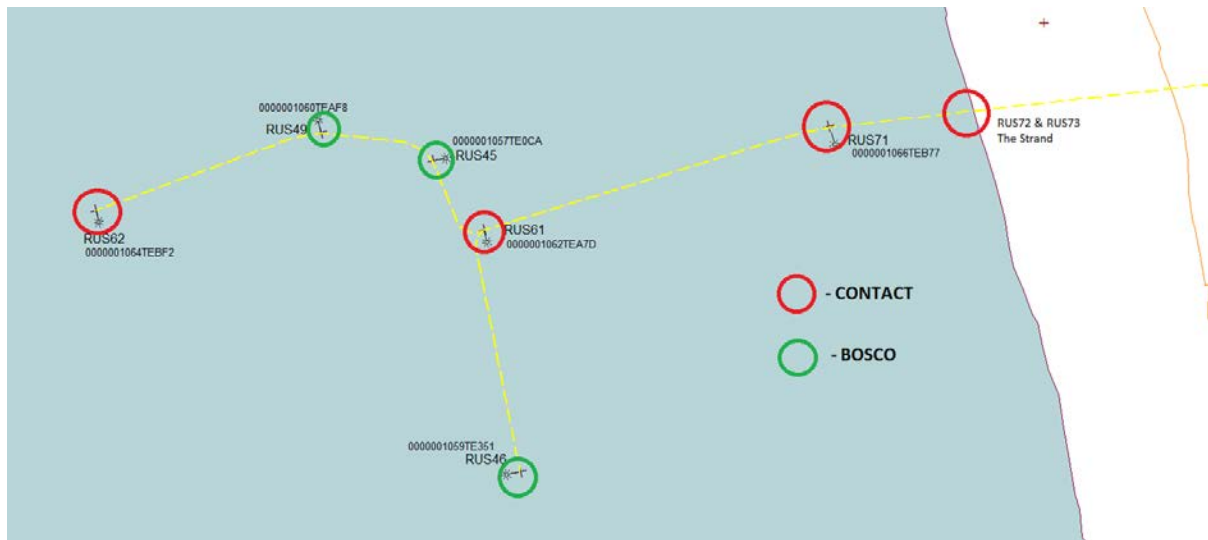 0000001060TEAF8
RUS49
0000001057TE0CA
RUS45
RUS72 & RUS73
The Strand
RUS71
0000001066TEB77
RUS62
0000001064TEBF2
RUS61
0000001062TEA7D
- CONTACT
- BOSCO
0000001059TE351
RUS46